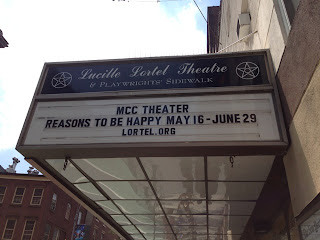 Lucille Lortel Theatre
& PLAYWRIGHTS' SIDEWALK
MCC THEATER
REASONS TO BE HAPPY MAY 16-JUNE 29
LORTEL.ORG